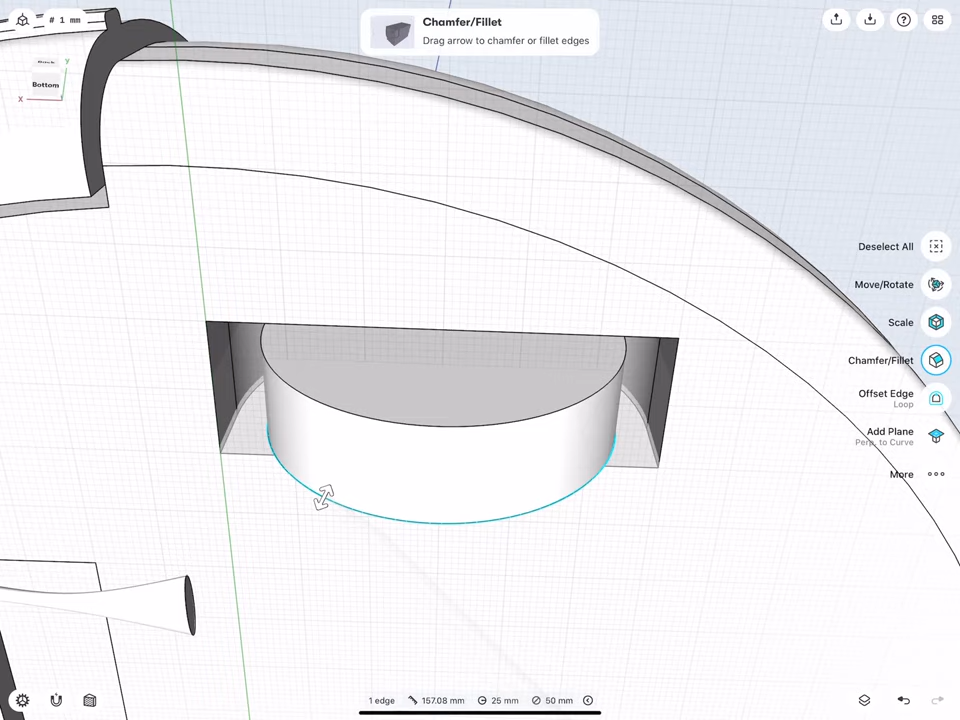 # 1 mm
Chamfer/Fillet
Drag arrow to chamfer or fillet edges
Back
y
Bottom
X
Deselect All
Move/Rotate
Scale
Chamfer/Fillet
Offset Edge
Loop
Add Plane
Perp. to Curve
More
1 edge 157.08 mm 25 mm 50 mm